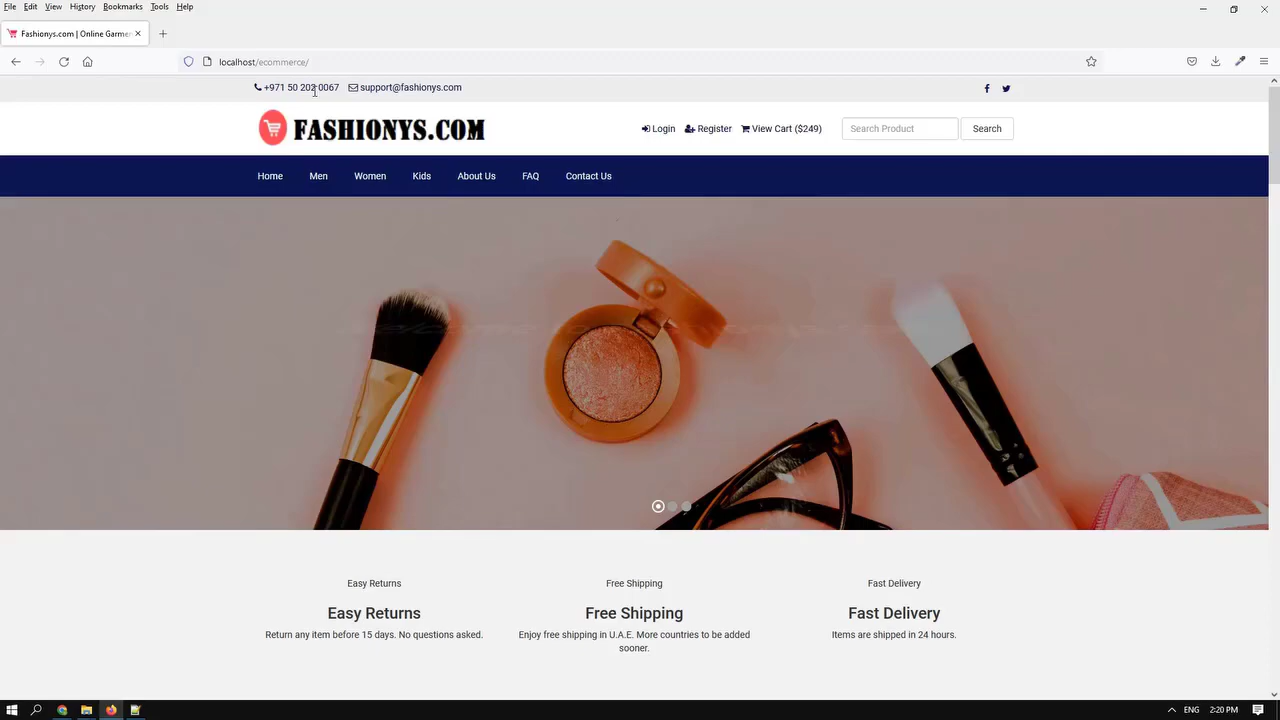 File Edit View History Bookmarks Tools Help
Fashionys.com | Online Garmen
localhost/ecommerce/
+971 50 202 0067 support@fashionys.com
FASHIONYS.COM
Login Register View Cart ($249) Search Product Search
Home Men Women Kids About Us FAQ Contact Us
Easy Returns Free Shipping Fast Delivery
Easy Returns Free Shipping Fast Delivery
Return any item before 15 days. No questions asked. Enjoy free shipping in U.A.E. More countries to be added Items are shipped in 24 hours.
sooner.
ENG 2:20 PM